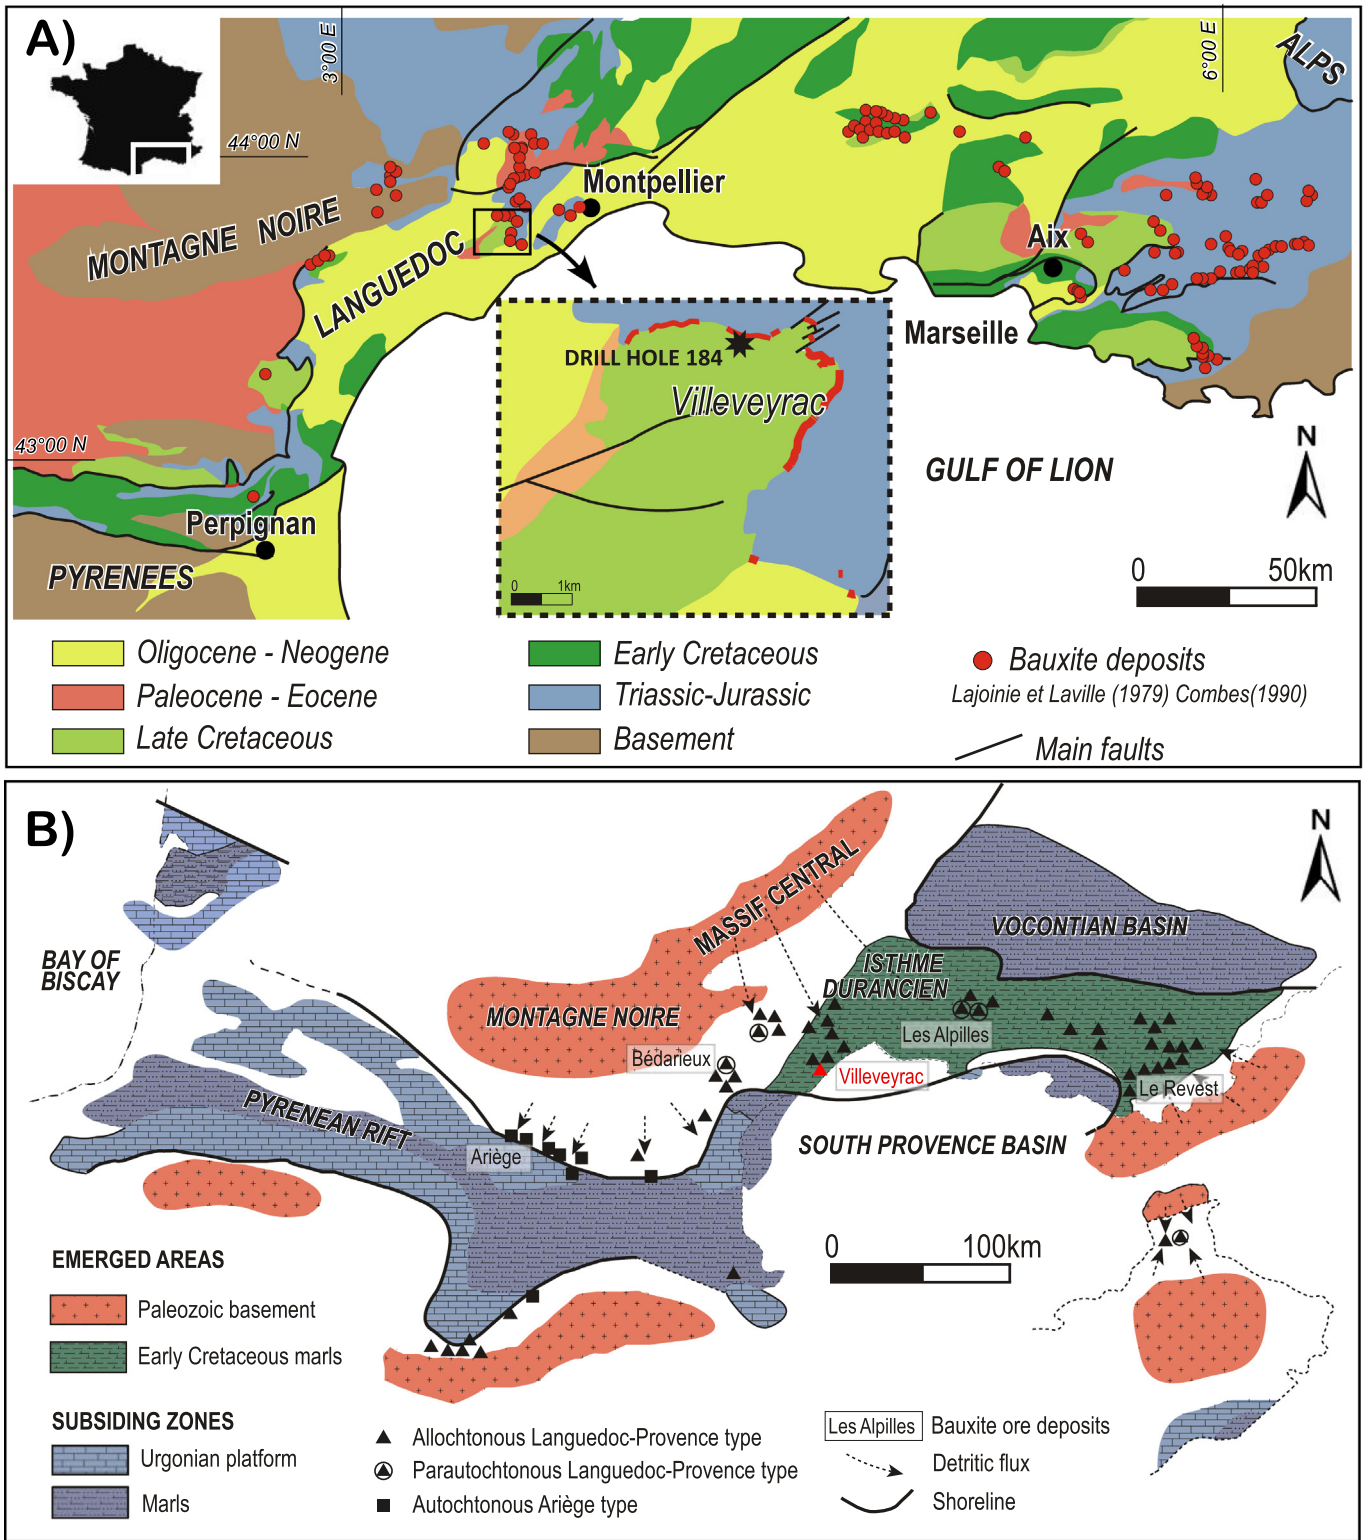 A)
3°00 E
6°00 E
ALPS
44°00 N
Montpellier
MONTAGNE NOIRE
LANGUEDOC
Aix
Marseille
DRILL HOLE 184
Villeveyrac
43°00 N
GULF OF LION
N
Perpignan
PYRENEES
0 1km
0 50km
Oligocene - Neogene
Paleocene - Eocene
Late Cretaceous
Early Cretaceous
Triassic-Jurassic
Basement
Bauxite deposits
Lajoinie et Laville (1979) Combes(1990)
Main faults
B)
N
MASSIF CENTRAL
VOCONTIAN BASIN
BAY OF
BISCAY
ISTHME
DURANCIEN
MONTAGNE NOIRE
Les Alpilles
Bédarieux
Villeveyrac
Le Revest
PYRENEAN RIFT
SOUTH PROVENCE BASIN
Ariège
0 100km
EMERGED AREAS
Paleozoic basement
Early Cretaceous marls
SUBSIDING ZONES
Urgonian platform
Marls
Allochtonous Languedoc-Provence type
Parautochtonous Languedoc-Provence type
Autochtonous Ariège type
Les Alpilles Bauxite ore deposits
Detritic flux
Shoreline